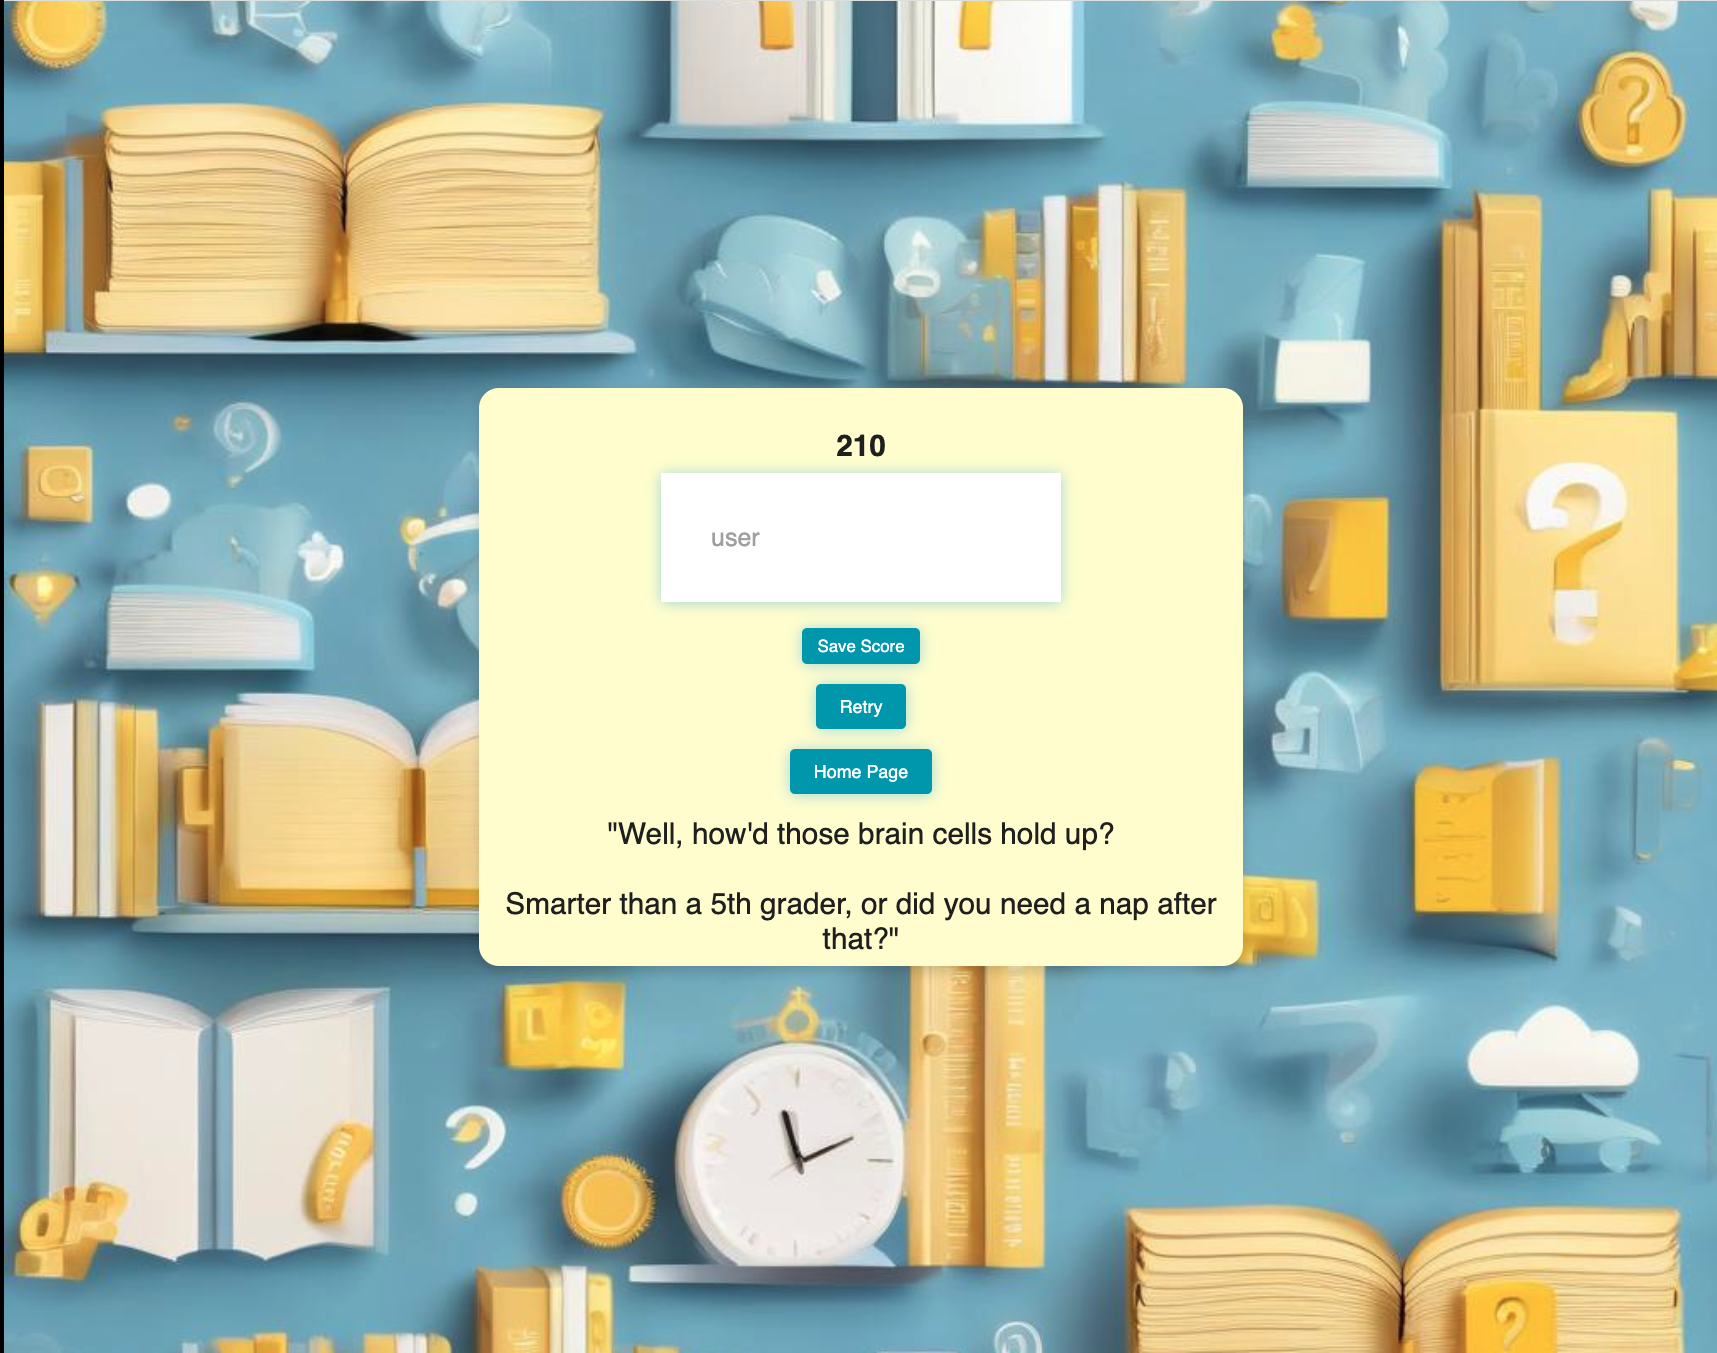 210
user
Save Score
Retry
Home Page
"Well, how'd those brain cells hold up?
Smarter than a 5th grader, or did you need a nap after
that?"